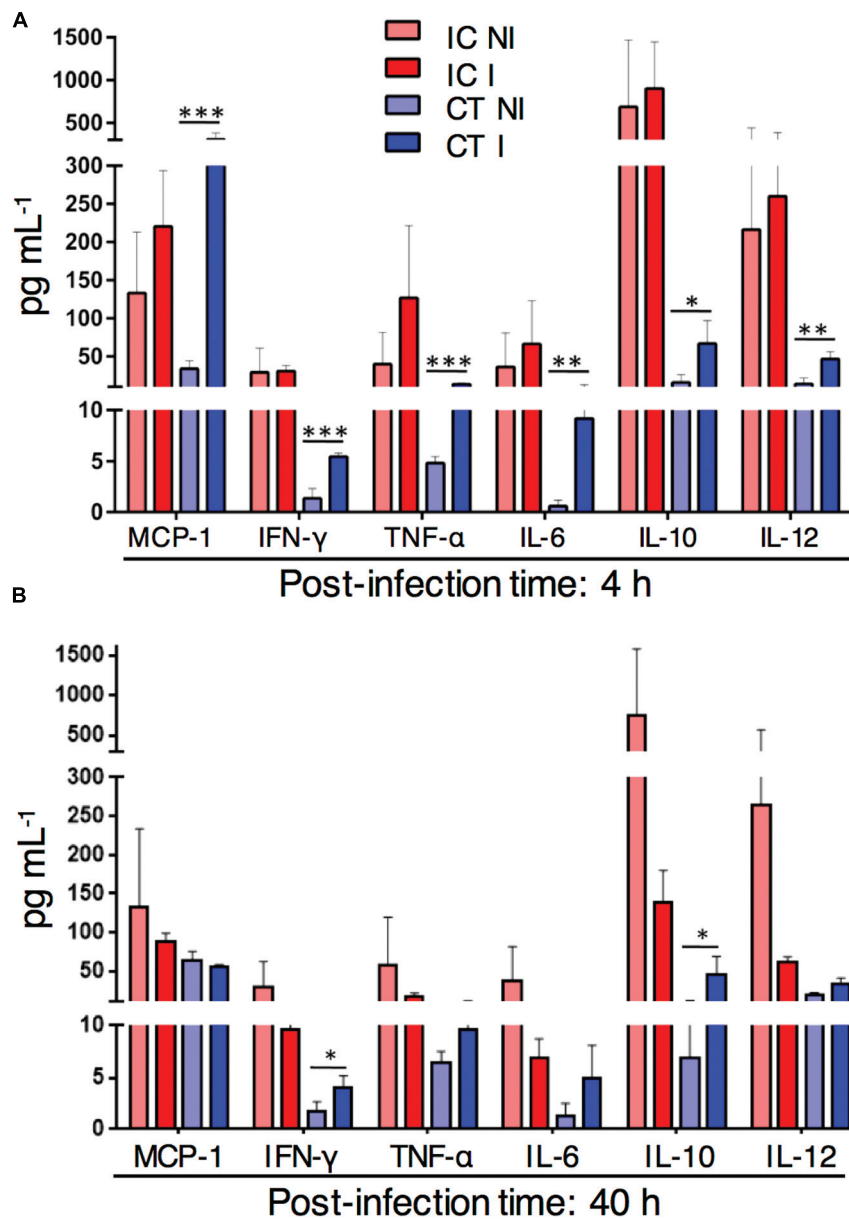 A
IC NI
IC I
CT NI
CT I
1500
1000
500
300
250
200
150
100
50
10
5
0
pg mL-1
***
***
***
**
*
**
MCP-1 IFN-γ TNF-α IL-6 IL-10 IL-12
Post-infection time: 4 h
B
1500
1000
500
300
250
200
150
100
50
10
5
0
pg mL-1
*
*
MCP-1 IFN-γ TNF-α IL-6 IL-10 IL-12
Post-infection time: 40 h